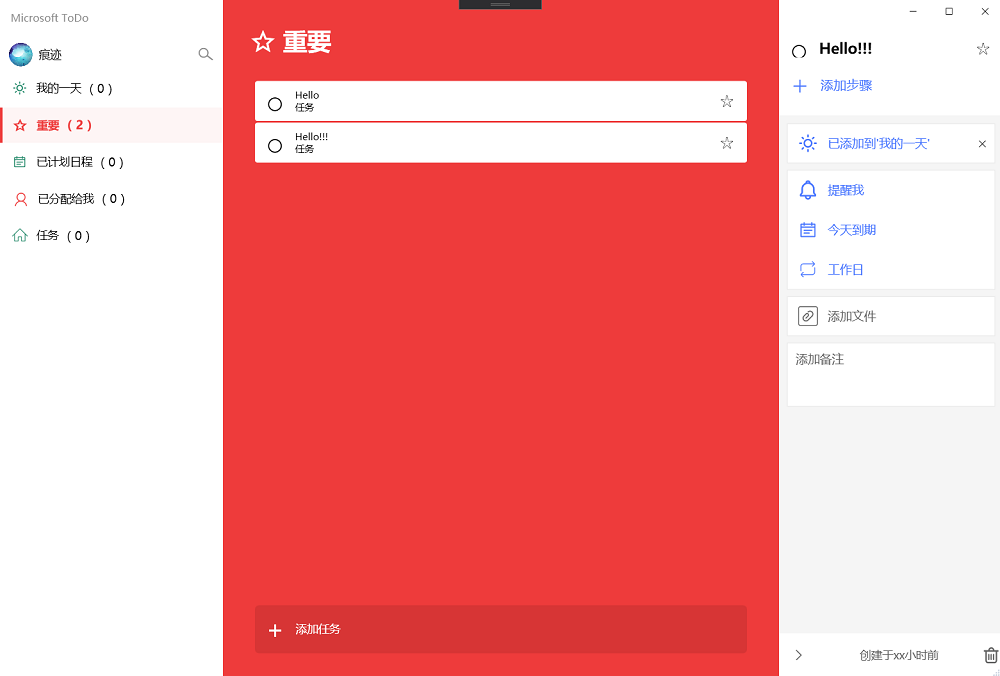 Microsoft ToDo
痕迹
我的一天 ( 0 )
重要 ( 2 )
已计划日程 ( 0 )
已分配给我 ( 0 )
任务 ( 0 )
重要
Hello
任务
Hello!!!
任务
添加任务
Hello!!!
添加步骤
已添加到'我的一天'
提醒我
今天到期
工作日
添加文件
添加备注
创建于xx小时前